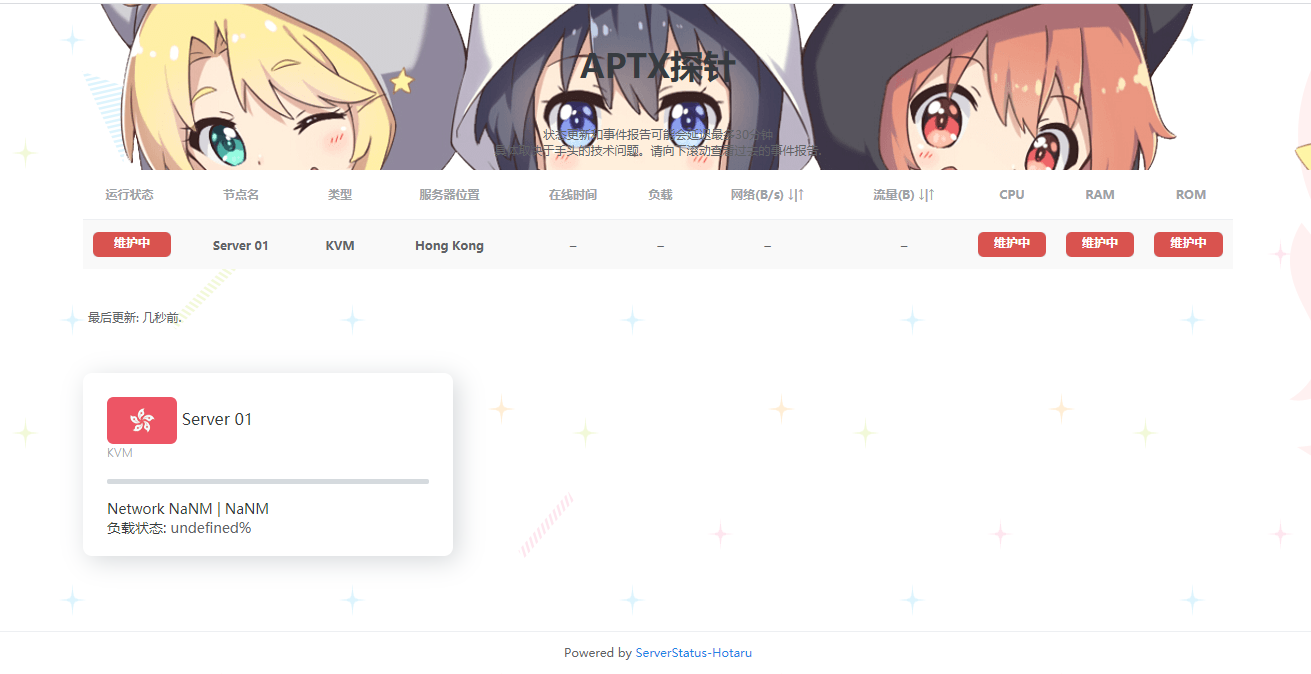 APTX探针
状态更新和事件报告可能会延迟最多30分钟
具体取决于手头的技术问题。请向下滚动查看过去的事件报告.
运行状态 节点名 类型 服务器位置 在线时间 负载 网络(B/s) ↓|↑ 流量(B) ↓|↑ CPU RAM ROM
维护中 Server 01 KVM Hong Kong – – – – 维护中 维护中 维护中
最后更新: 几秒前.
Server 01
KVM
Network NaNM | NaNM
负载状态: undefined%
Powered by ServerStatus-Hotaru